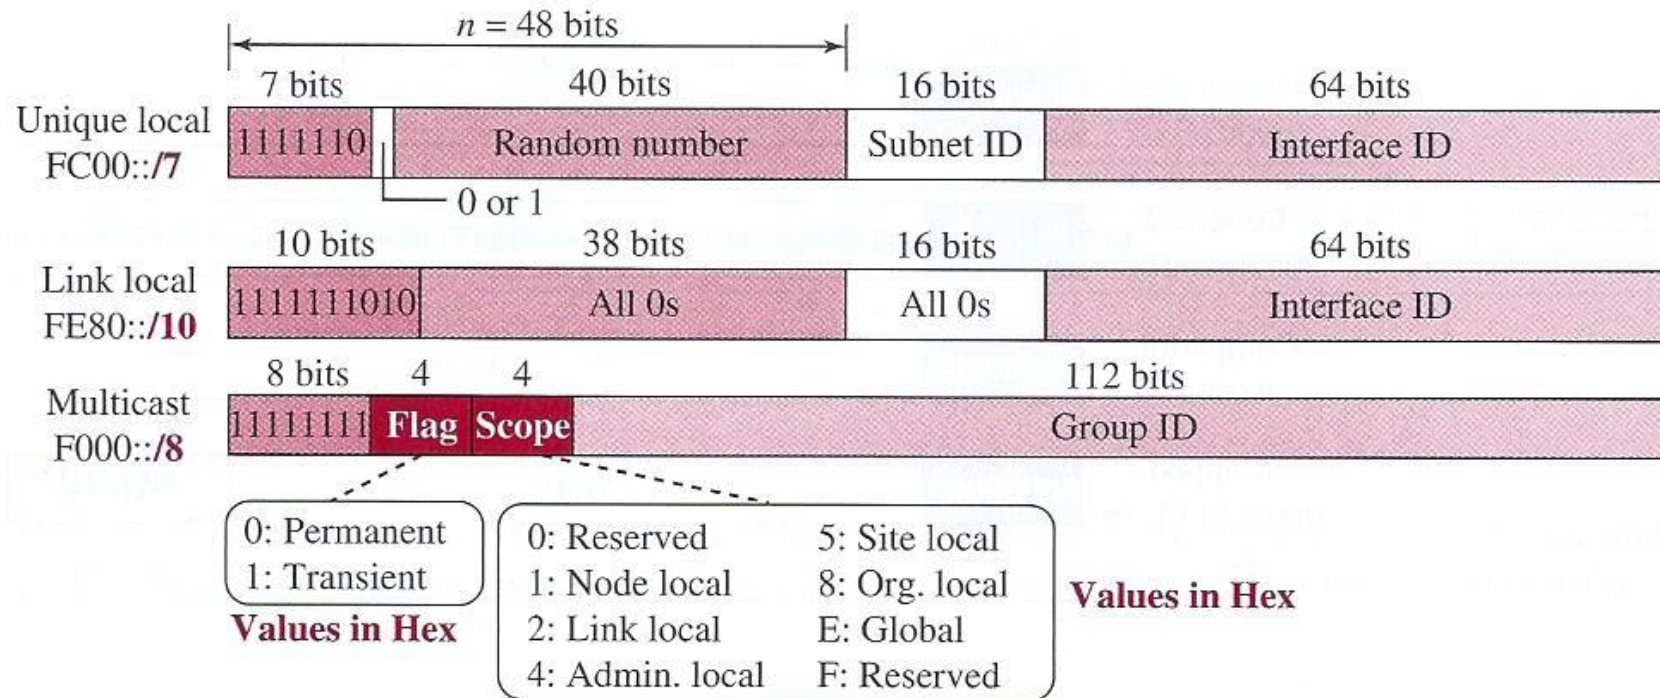 n = 48 bits
7 bits 40 bits 16 bits 64 bits
Unique local
FC00::/7
1111110 Random number Subnet ID Interface ID
0 or 1
10 bits 38 bits 16 bits 64 bits
Link local
FE80::/10
1111111010 All 0s All 0s Interface ID
8 bits 4 4 112 bits
Multicast
F000::/8
11111111 Flag Scope Group ID
0: Permanent
1: Transient
Values in Hex
0: Reserved 5: Site local
1: Node local 8: Org. local
2: Link local E: Global
4: Admin. local F: Reserved
Values in Hex